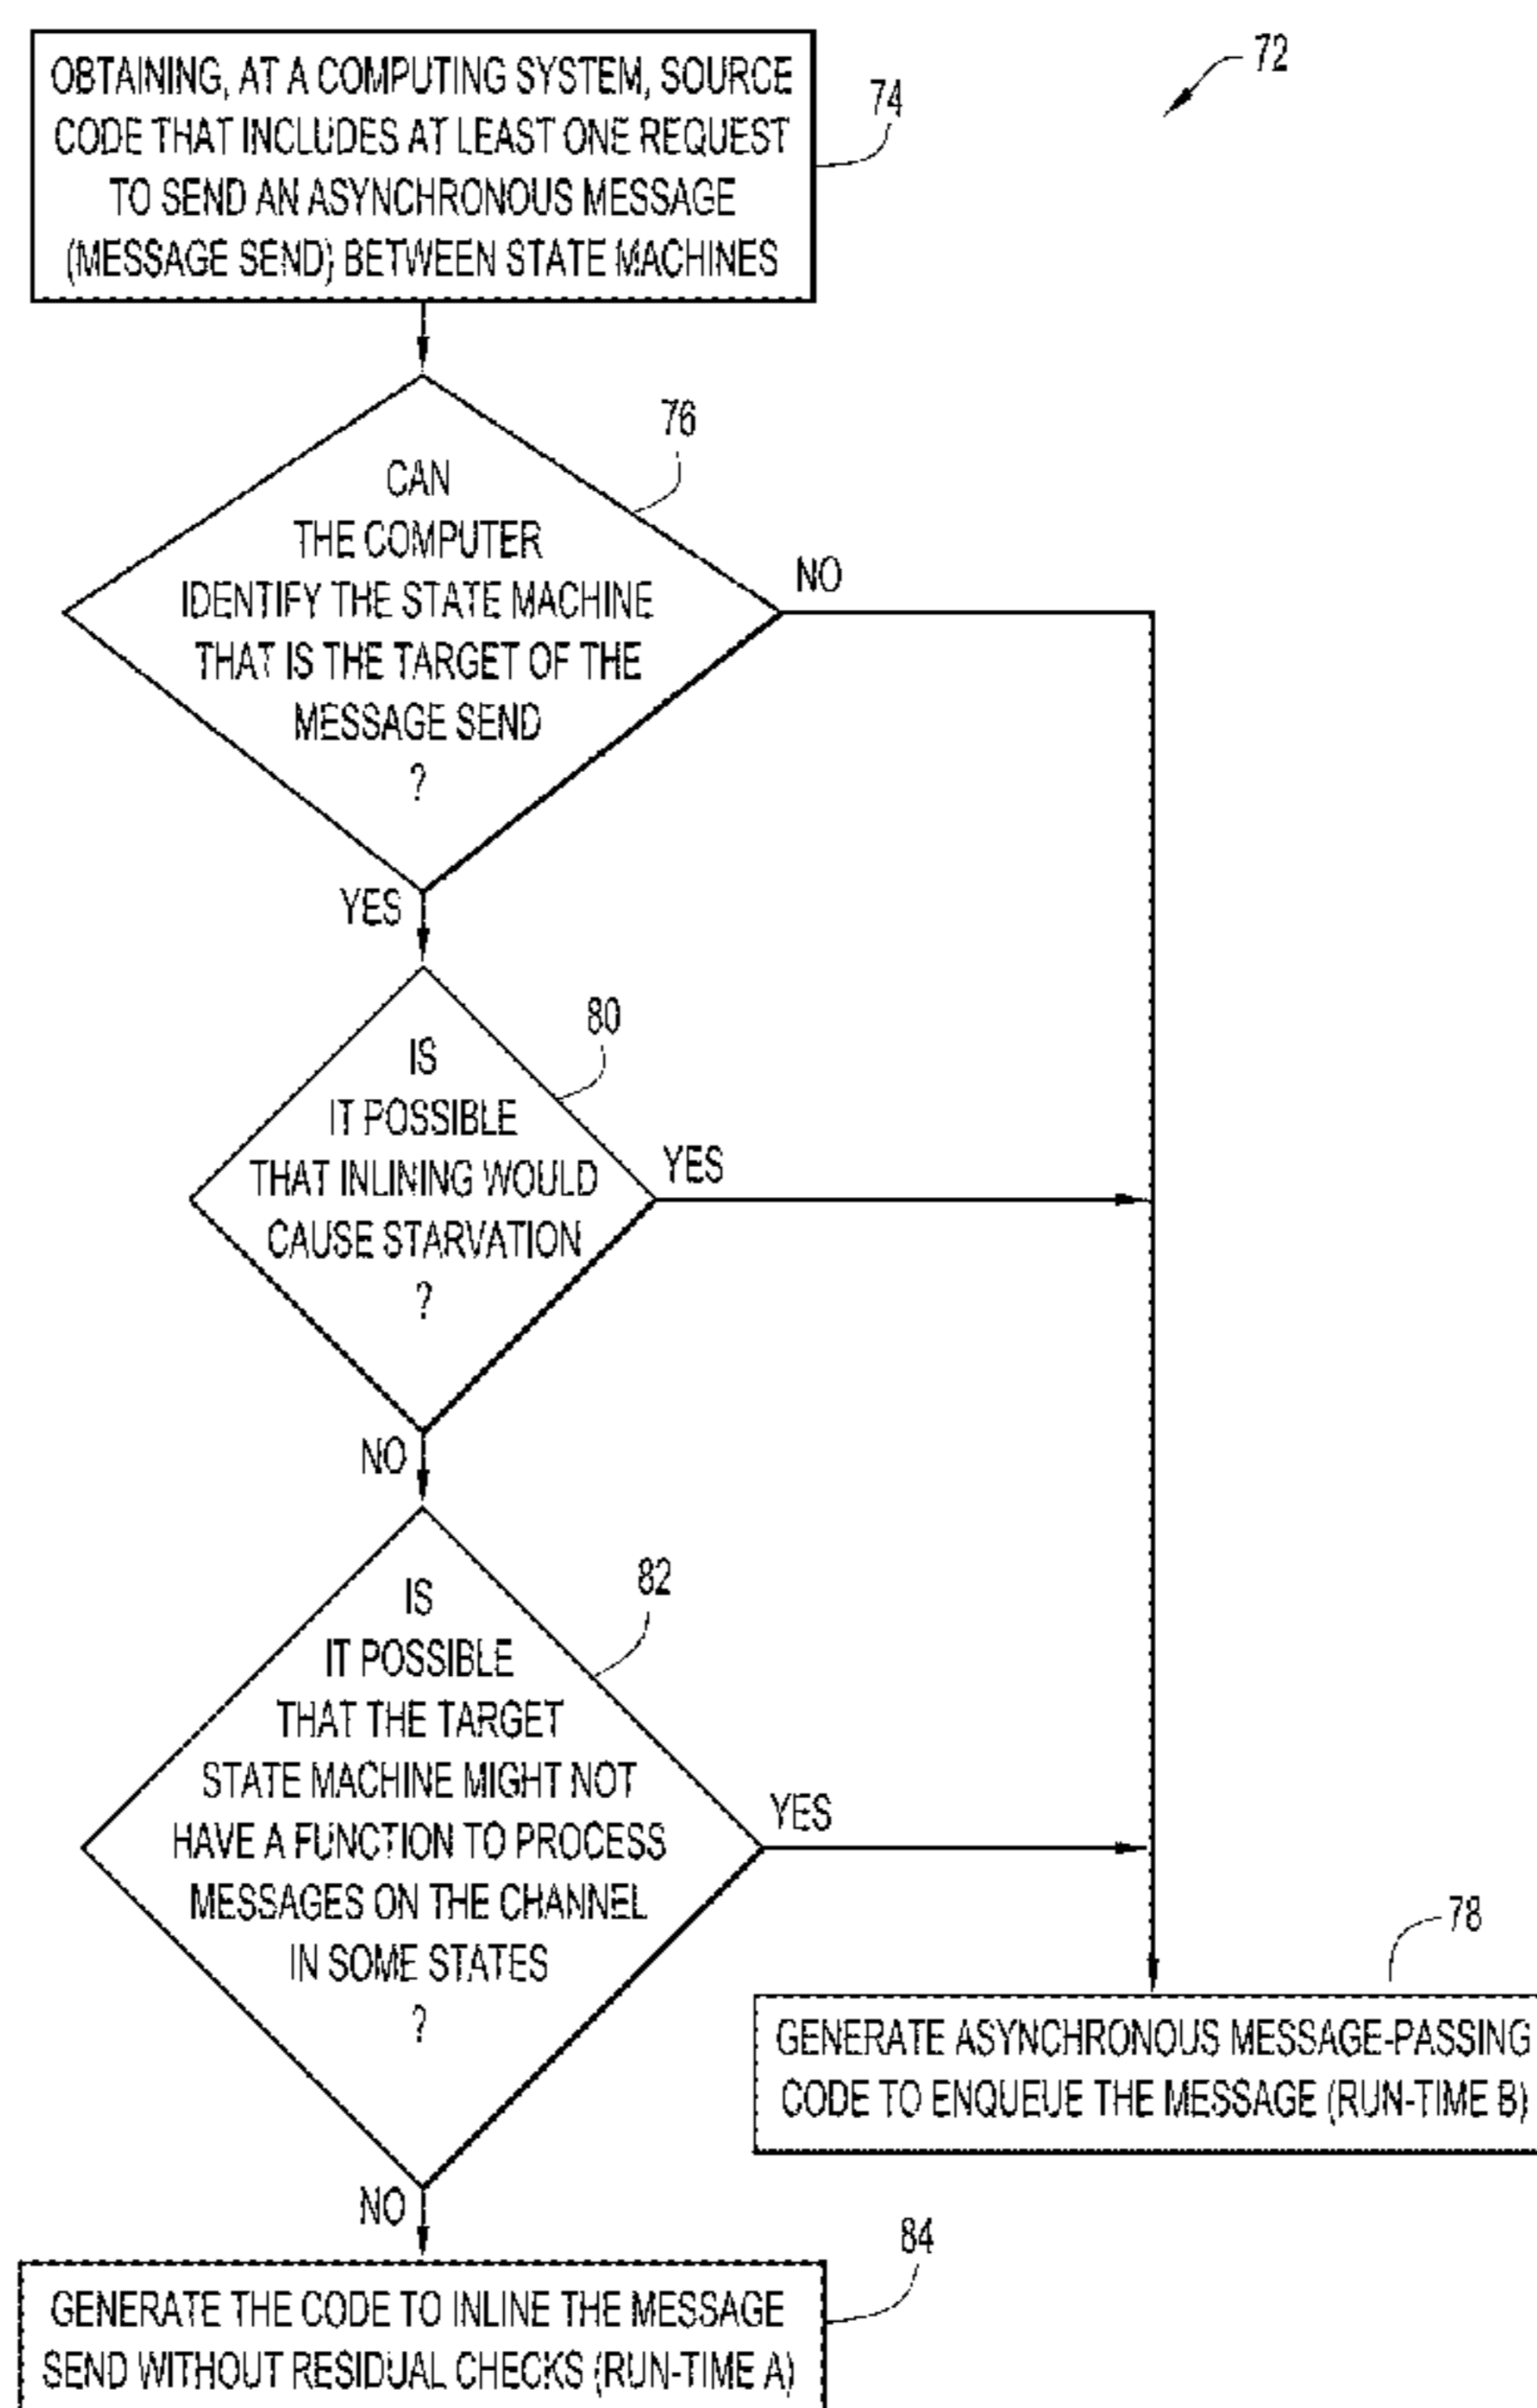 72
OBTAINING, AT A COMPUTING SYSTEM, SOURCE
CODE THAT INCLUDES AT LEAST ONE REQUEST
TO SEND AN ASYNCHRONOUS MESSAGE
(MESSAGE SEND) BETWEEN STATE MACHINES
74
76
CAN
THE COMPUTER
IDENTIFY THE STATE MACHINE
THAT IS THE TARGET OF THE
MESSAGE SEND
?
NO
YES
80
IS
IT POSSIBLE
THAT INLINING WOULD
CAUSE STARVATION
?
YES
NO
82
IS
IT POSSIBLE
THAT THE TARGET
STATE MACHINE MIGHT NOT
HAVE A FUNCTION TO PROCESS
MESSAGES ON THE CHANNEL
IN SOME STATES
?
YES
78
GENERATE ASYNCHRONOUS MESSAGE-PASSING
CODE TO ENQUEUE THE MESSAGE (RUN-TIME B)
NO
84
GENERATE THE CODE TO INLINE THE MESSAGE
SEND WITHOUT RESIDUAL CHECKS (RUN-TIME A)